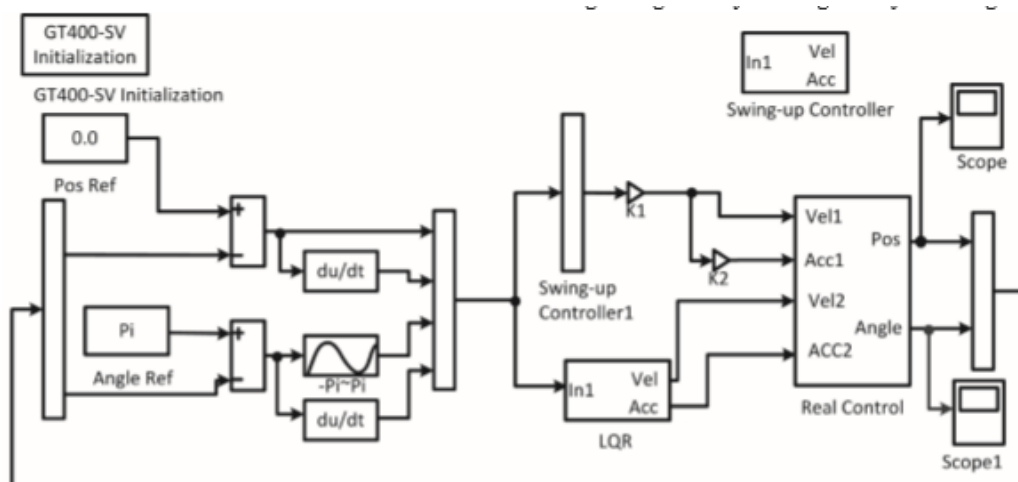 GT400-SV
Initialization
GT400-SV Initialization
0.0
Pos Ref
+
−
du/dt
Pi
Angle Ref
+
−
-Pi~Pi
du/dt
Swing-up
Controller1
K1
K2
In1
Vel
Acc
LQR
In1
Vel
Acc
Swing-up Controller
Vel1
Acc1
Vel2
ACC2
Pos
Angle
Real Control
Scope
Scope1